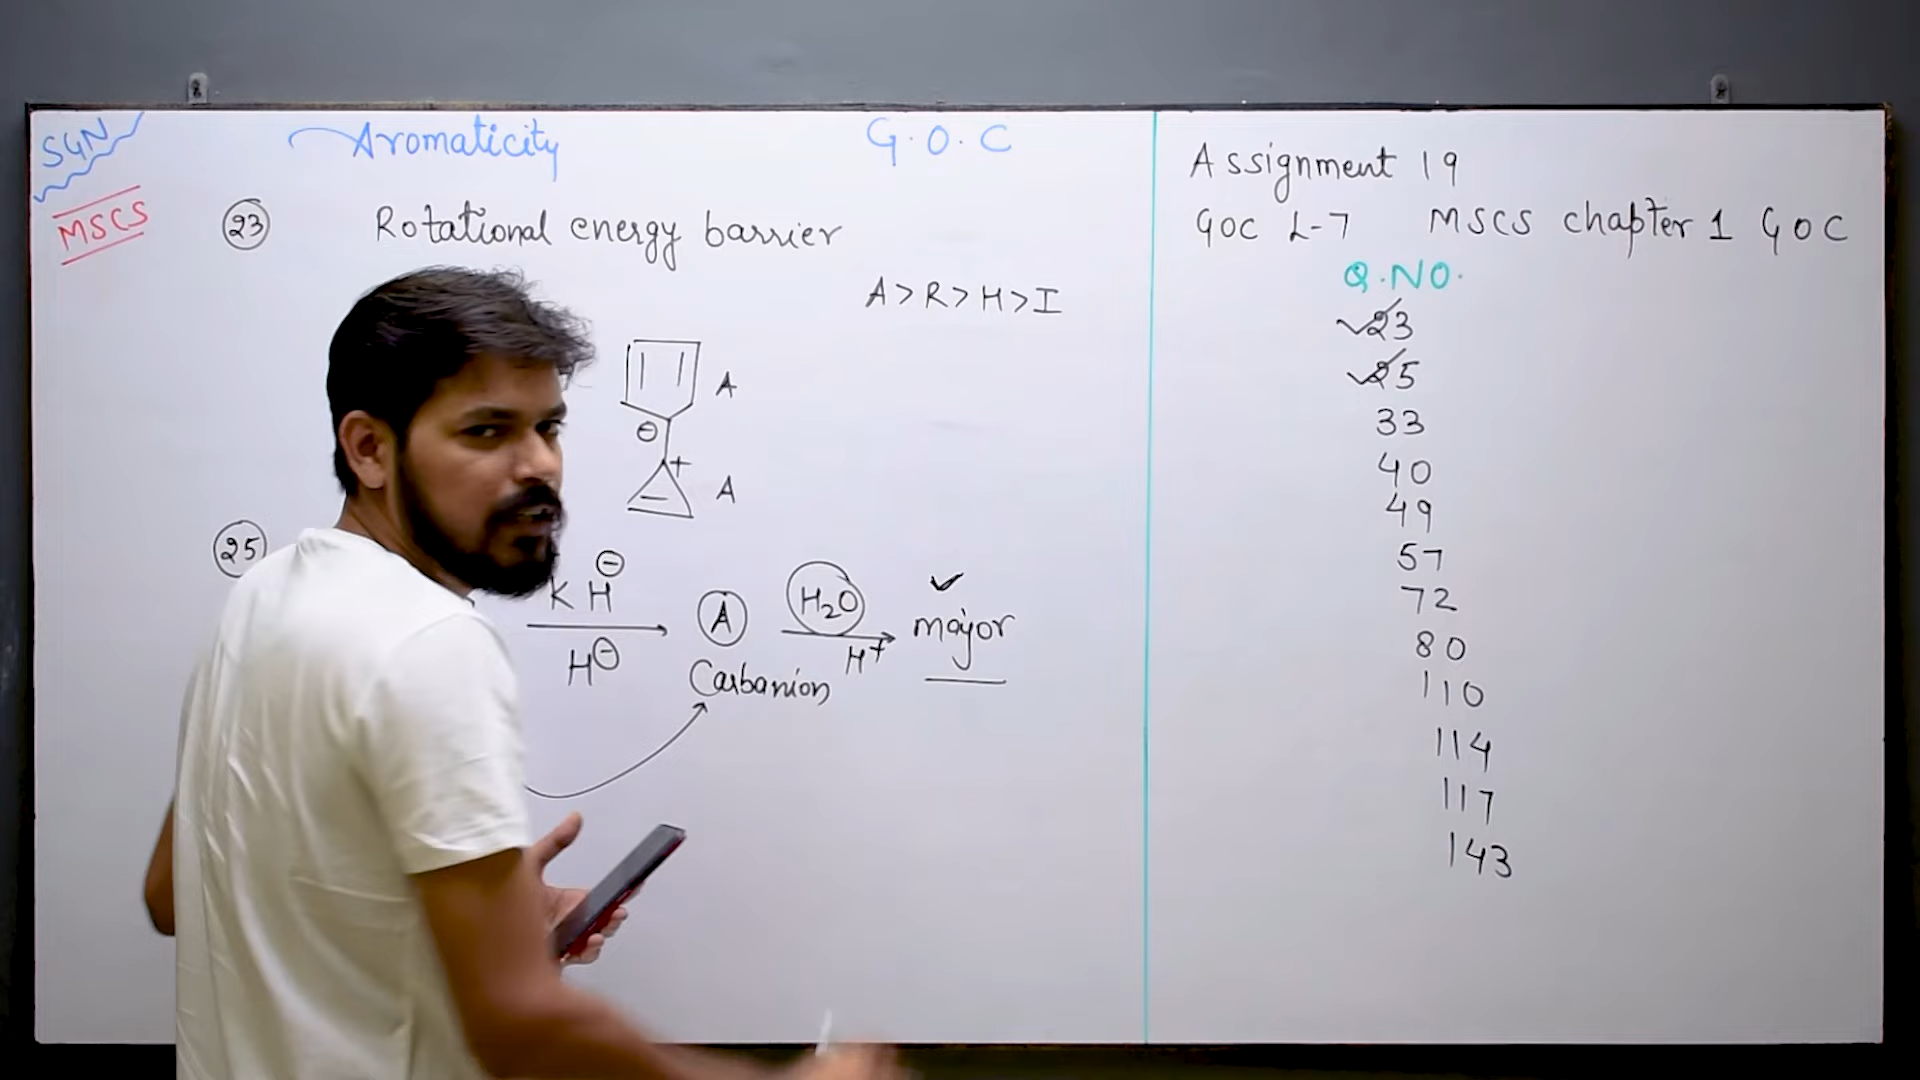 SGN
Aromaticity
G.O.C
MSCS
23 Rotational energy barrier
A > R > H > I
A
⊖
+
A
25
K H⊖
H⊖
A
Carbanion
H2O
H+
major
Assignment 19
GOC L-7 MSCS chapter 1 GOC
Q.NO.
23
25
33
40
49
57
72
80
110
114
117
143